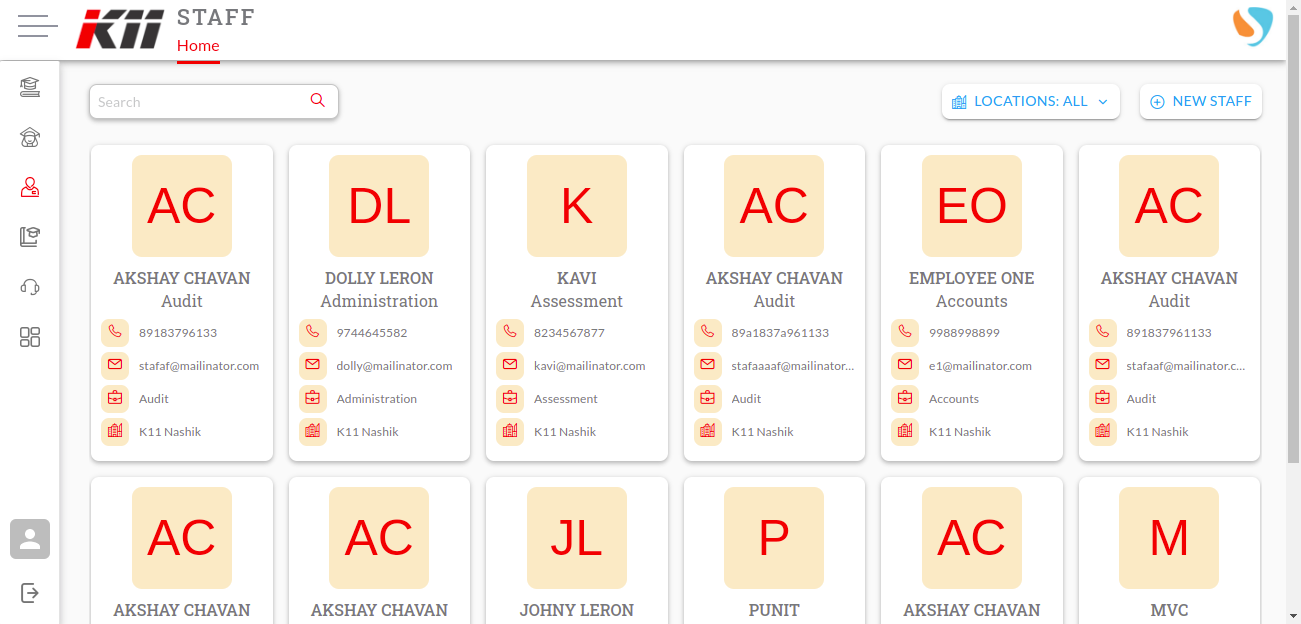 K11 STAFF
Home
Search
LOCATIONS: ALL NEW STAFF
AC DL K AC EO AC
AKSHAY CHAVAN DOLLY LERON KAVI AKSHAY CHAVAN EMPLOYEE ONE AKSHAY CHAVAN
Audit Administration Assessment Audit Accounts Audit
89183796133 9744645582 8234567877 89a1837a961133 9988998899 891837961133
stafaf@mailinator.com dolly@mailinator.com kavi@mailinator.com stafaaaaf@mailinator... e1@mailinator.com stafaaf@mailinator.c...
Audit Administration Assessment Audit Accounts Audit
K11 Nashik K11 Nashik K11 Nashik K11 Nashik K11 Nashik K11 Nashik
AC AC JL P AC M
AKSHAY CHAVAN AKSHAY CHAVAN JOHNY LERON PUNIT AKSHAY CHAVAN MVC